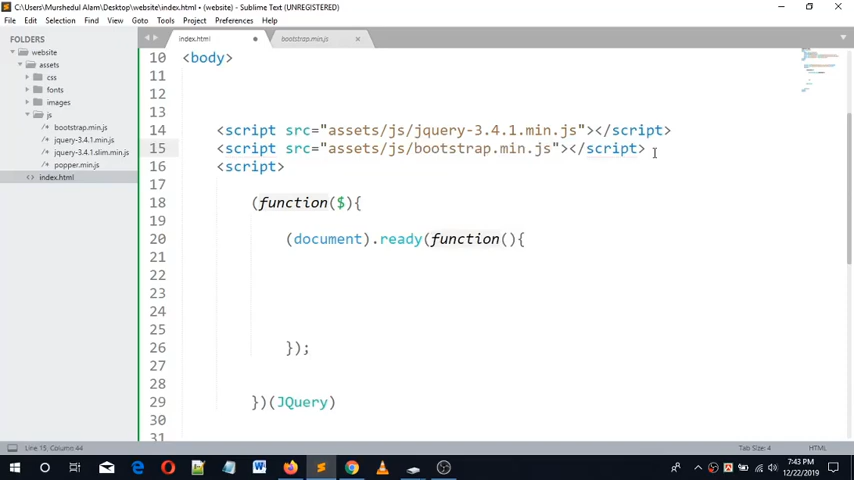 C:\Users\Murshedul Alam\Desktop\website\index.html • (website) - Sublime Text (UNREGISTERED)
File Edit Selection Find View Goto Tools Project Preferences Help
FOLDERS
website
assets
css
fonts
images
js
bootstrap.min.js
jquery-3.4.1.min.js
jquery-3.4.1.slim.min.js
popper.min.js
index.html
index.html bootstrap.min.js
10 <body>
11
12
13
14 <script src="assets/js/jquery-3.4.1.min.js"></script>
15 <script src="assets/js/bootstrap.min.js"></script>
16 <script>
17
18 (function($){
19
20 (document).ready(function(){
21
22
23
24
25
26 });
27
28
29 })(JQuery)
30
31
Line 15, Column 44 Tab Size: 4 HTML
7:43 PM
12/22/2019